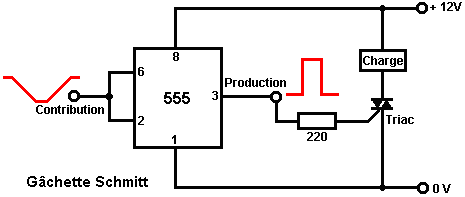 + 12V
8
Charge
6
Production
555
3
Contribution
Triac
2
220
1
Gâchette Schmitt
0 V